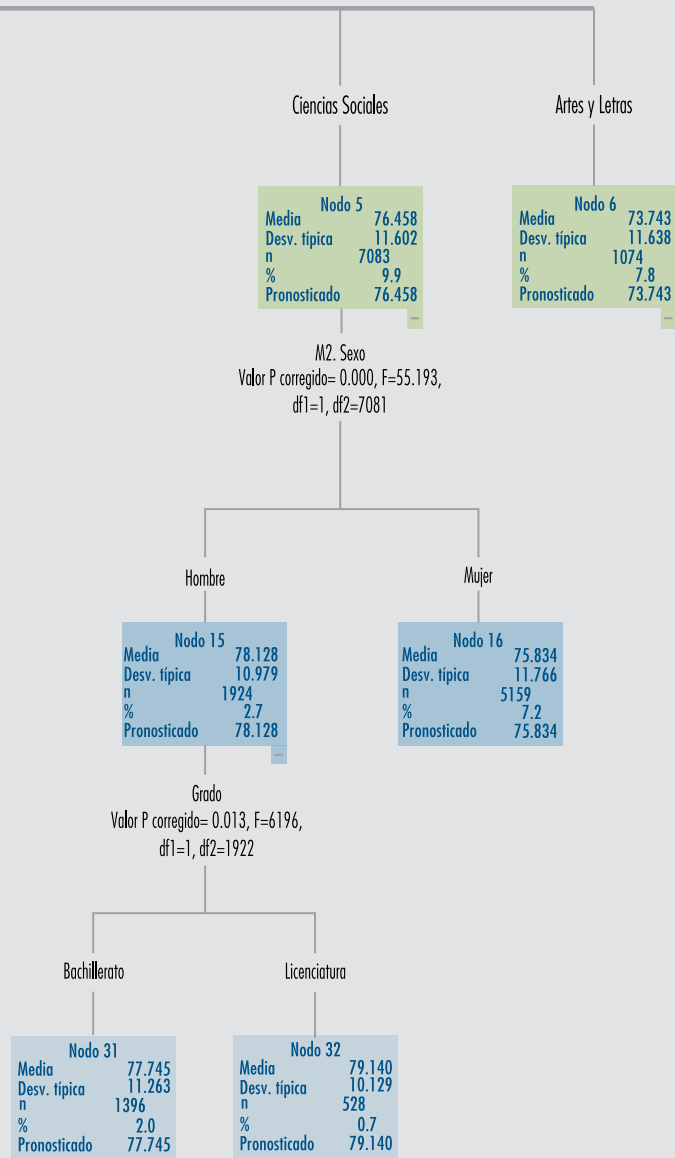 Ciencias Sociales
Artes y Letras
Nodo 5
Media 76.458
Desv. típica 11.602
n 7083
% 9.9
Pronosticado 76.458
Nodo 6
Media 73.743
Desv. típica 11.638
n 1074
% 7.8
Pronosticado 73.743
M2. Sexo
Valor P corregido= 0.000, F=55.193,
df1=1, df2=7081
Hombre
Mujer
Nodo 15
Media 78.128
Desv. típica 10.979
n 1924
% 2.7
Pronosticado 78.128
Nodo 16
Media 75.834
Desv. típica 11.766
n 5159
% 7.2
Pronosticado 75.834
Grado
Valor P corregido= 0.013, F=6196,
df1=1, df2=1922
Bachillerato
Licenciatura
Nodo 31
Media 77.745
Desv. típica 11.263
n 1396
% 2.0
Pronosticado 77.745
Nodo 32
Media 79.140
Desv. típica 10.129
n 528
% 0.7
Pronosticado 79.140